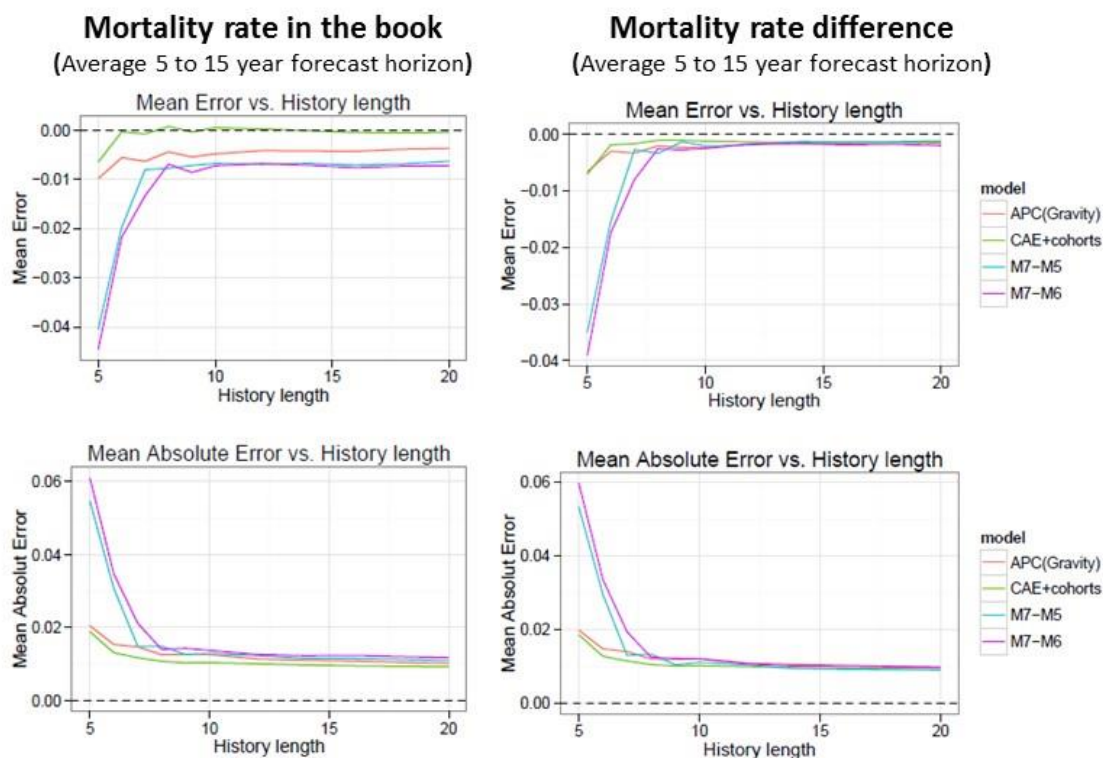 Mortality rate in the book
(Average 5 to 15 year forecast horizon)
Mortality rate difference
(Average 5 to 15 year forecast horizon)
Mean Error vs. History length
0.00
−0.01
−0.02
−0.03
−0.04
Mean Error
5
10
15
20
History length
Mean Error vs. History length
0.00
−0.01
−0.02
−0.03
−0.04
Mean Error
5
10
15
20
History length
model
APC(Gravity)
CAE+cohorts
M7−M5
M7−M6
Mean Absolute Error vs. History length
0.06
0.04
0.02
0.00
Mean Absolut Error
5
10
15
20
History length
Mean Absolute Error vs. History length
0.06
0.04
0.02
0.00
Mean Absolut Error
5
10
15
20
History length
model
APC(Gravity)
CAE+cohorts
M7−M5
M7−M6